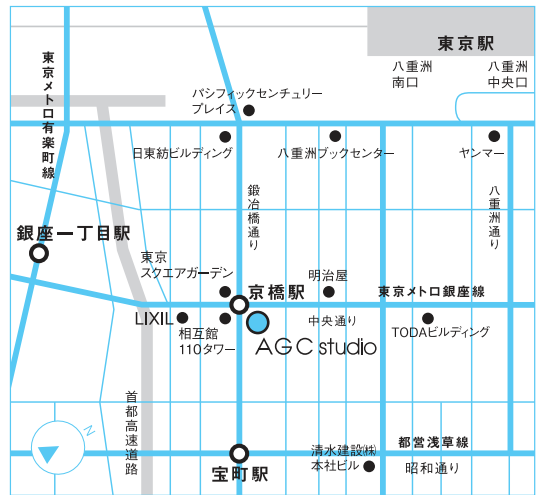 東京駅
八重洲
南口
八重洲
中央口
東京メトロ有楽町線
パシフィックセンチュリー
プレイス
日東紡ビルディング
八重洲ブックセンター
ヤンマー
鍛冶橋通り
八重洲通り
銀座一丁目駅
東京
スクエアガーデン
京橋駅
明治屋
東京メトロ銀座線
LIXIL
相互館
110タワー
中央通り
TODAビルディング
AGC studio
首都高速道路
N
宝町駅
清水建設㈱
本社ビル
都営浅草線
昭和通り